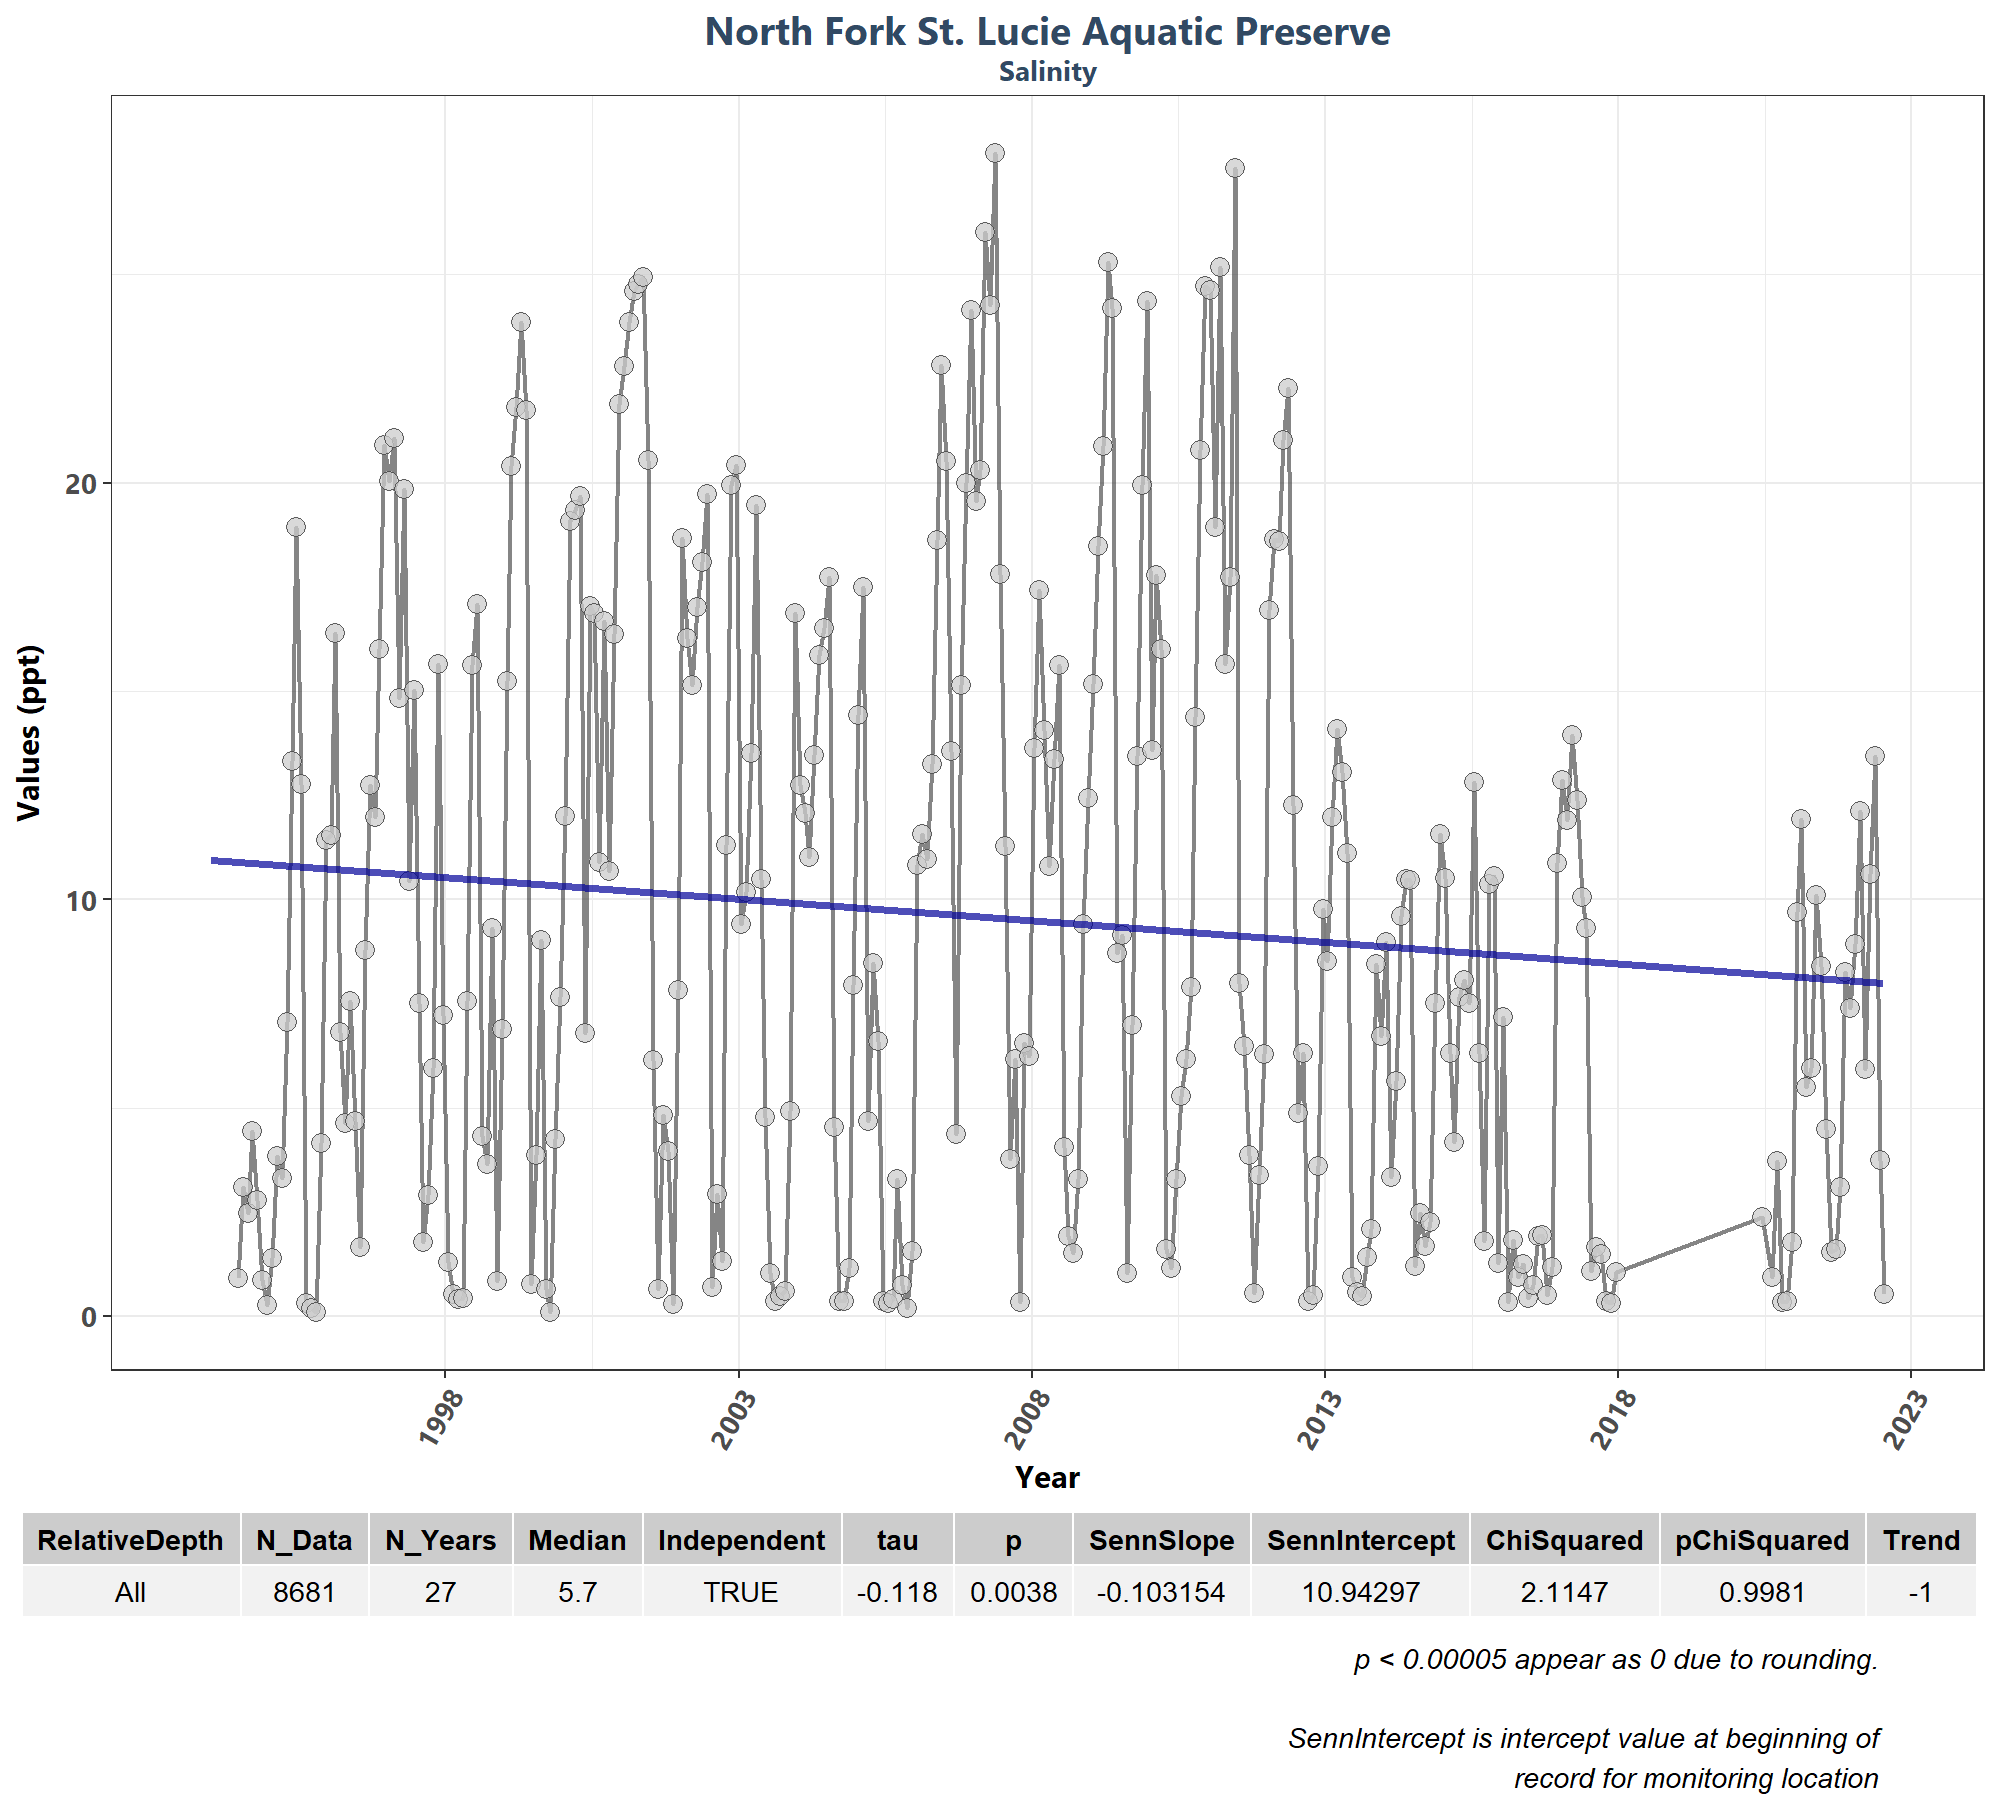 North Fork St. Lucie Aquatic Preserve
Salinity
Values (ppt)
20
10
0
1998 2003 2008 2013 2018 2023
Year
RelativeDepth N_Data N_Years Median Independent tau p SennSlope SennIntercept ChiSquared pChiSquared Trend
All 8681 27 5.7 TRUE -0.118 0.0038 -0.103154 10.94297 2.1147 0.9981 -1
p < 0.00005 appear as 0 due to rounding.
SennIntercept is intercept value at beginning of
record for monitoring location